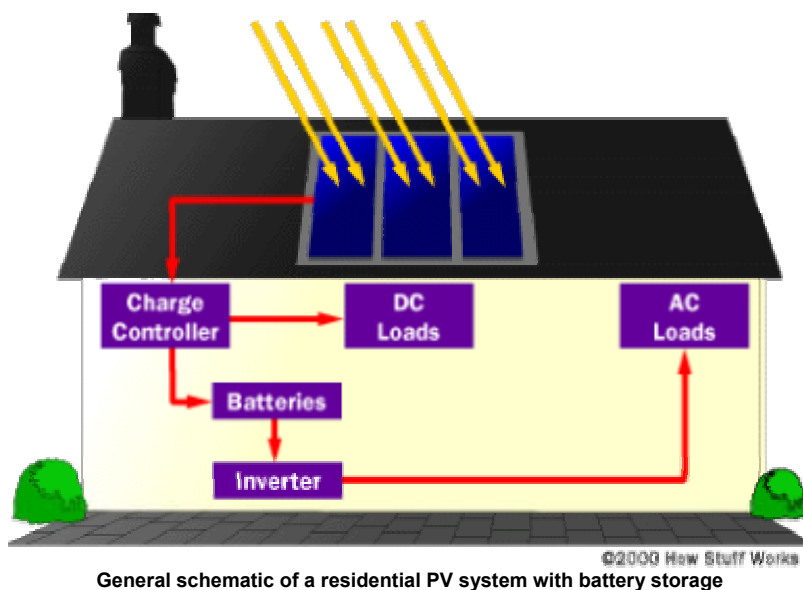 Charge
Controller
DC
Loads
AC
Loads
Batteries
Inverter
©2000 How Stuff Works
General schematic of a residential PV system with battery storage